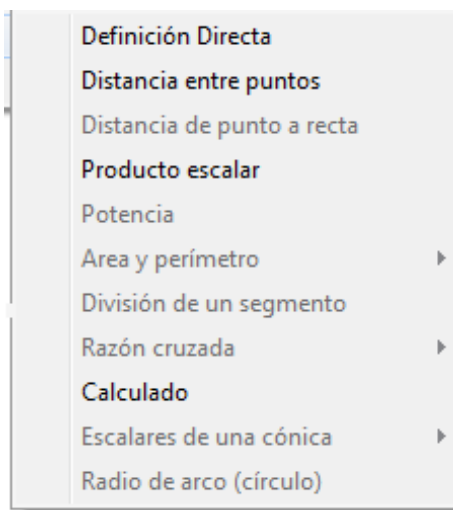 Definición Directa
Distancia entre puntos
Distancia de punto a recta
Producto escalar
Potencia
Area y perímetro
División de un segmento
Razón cruzada
Calculado
Escalares de una cónica
Radio de arco (círculo)